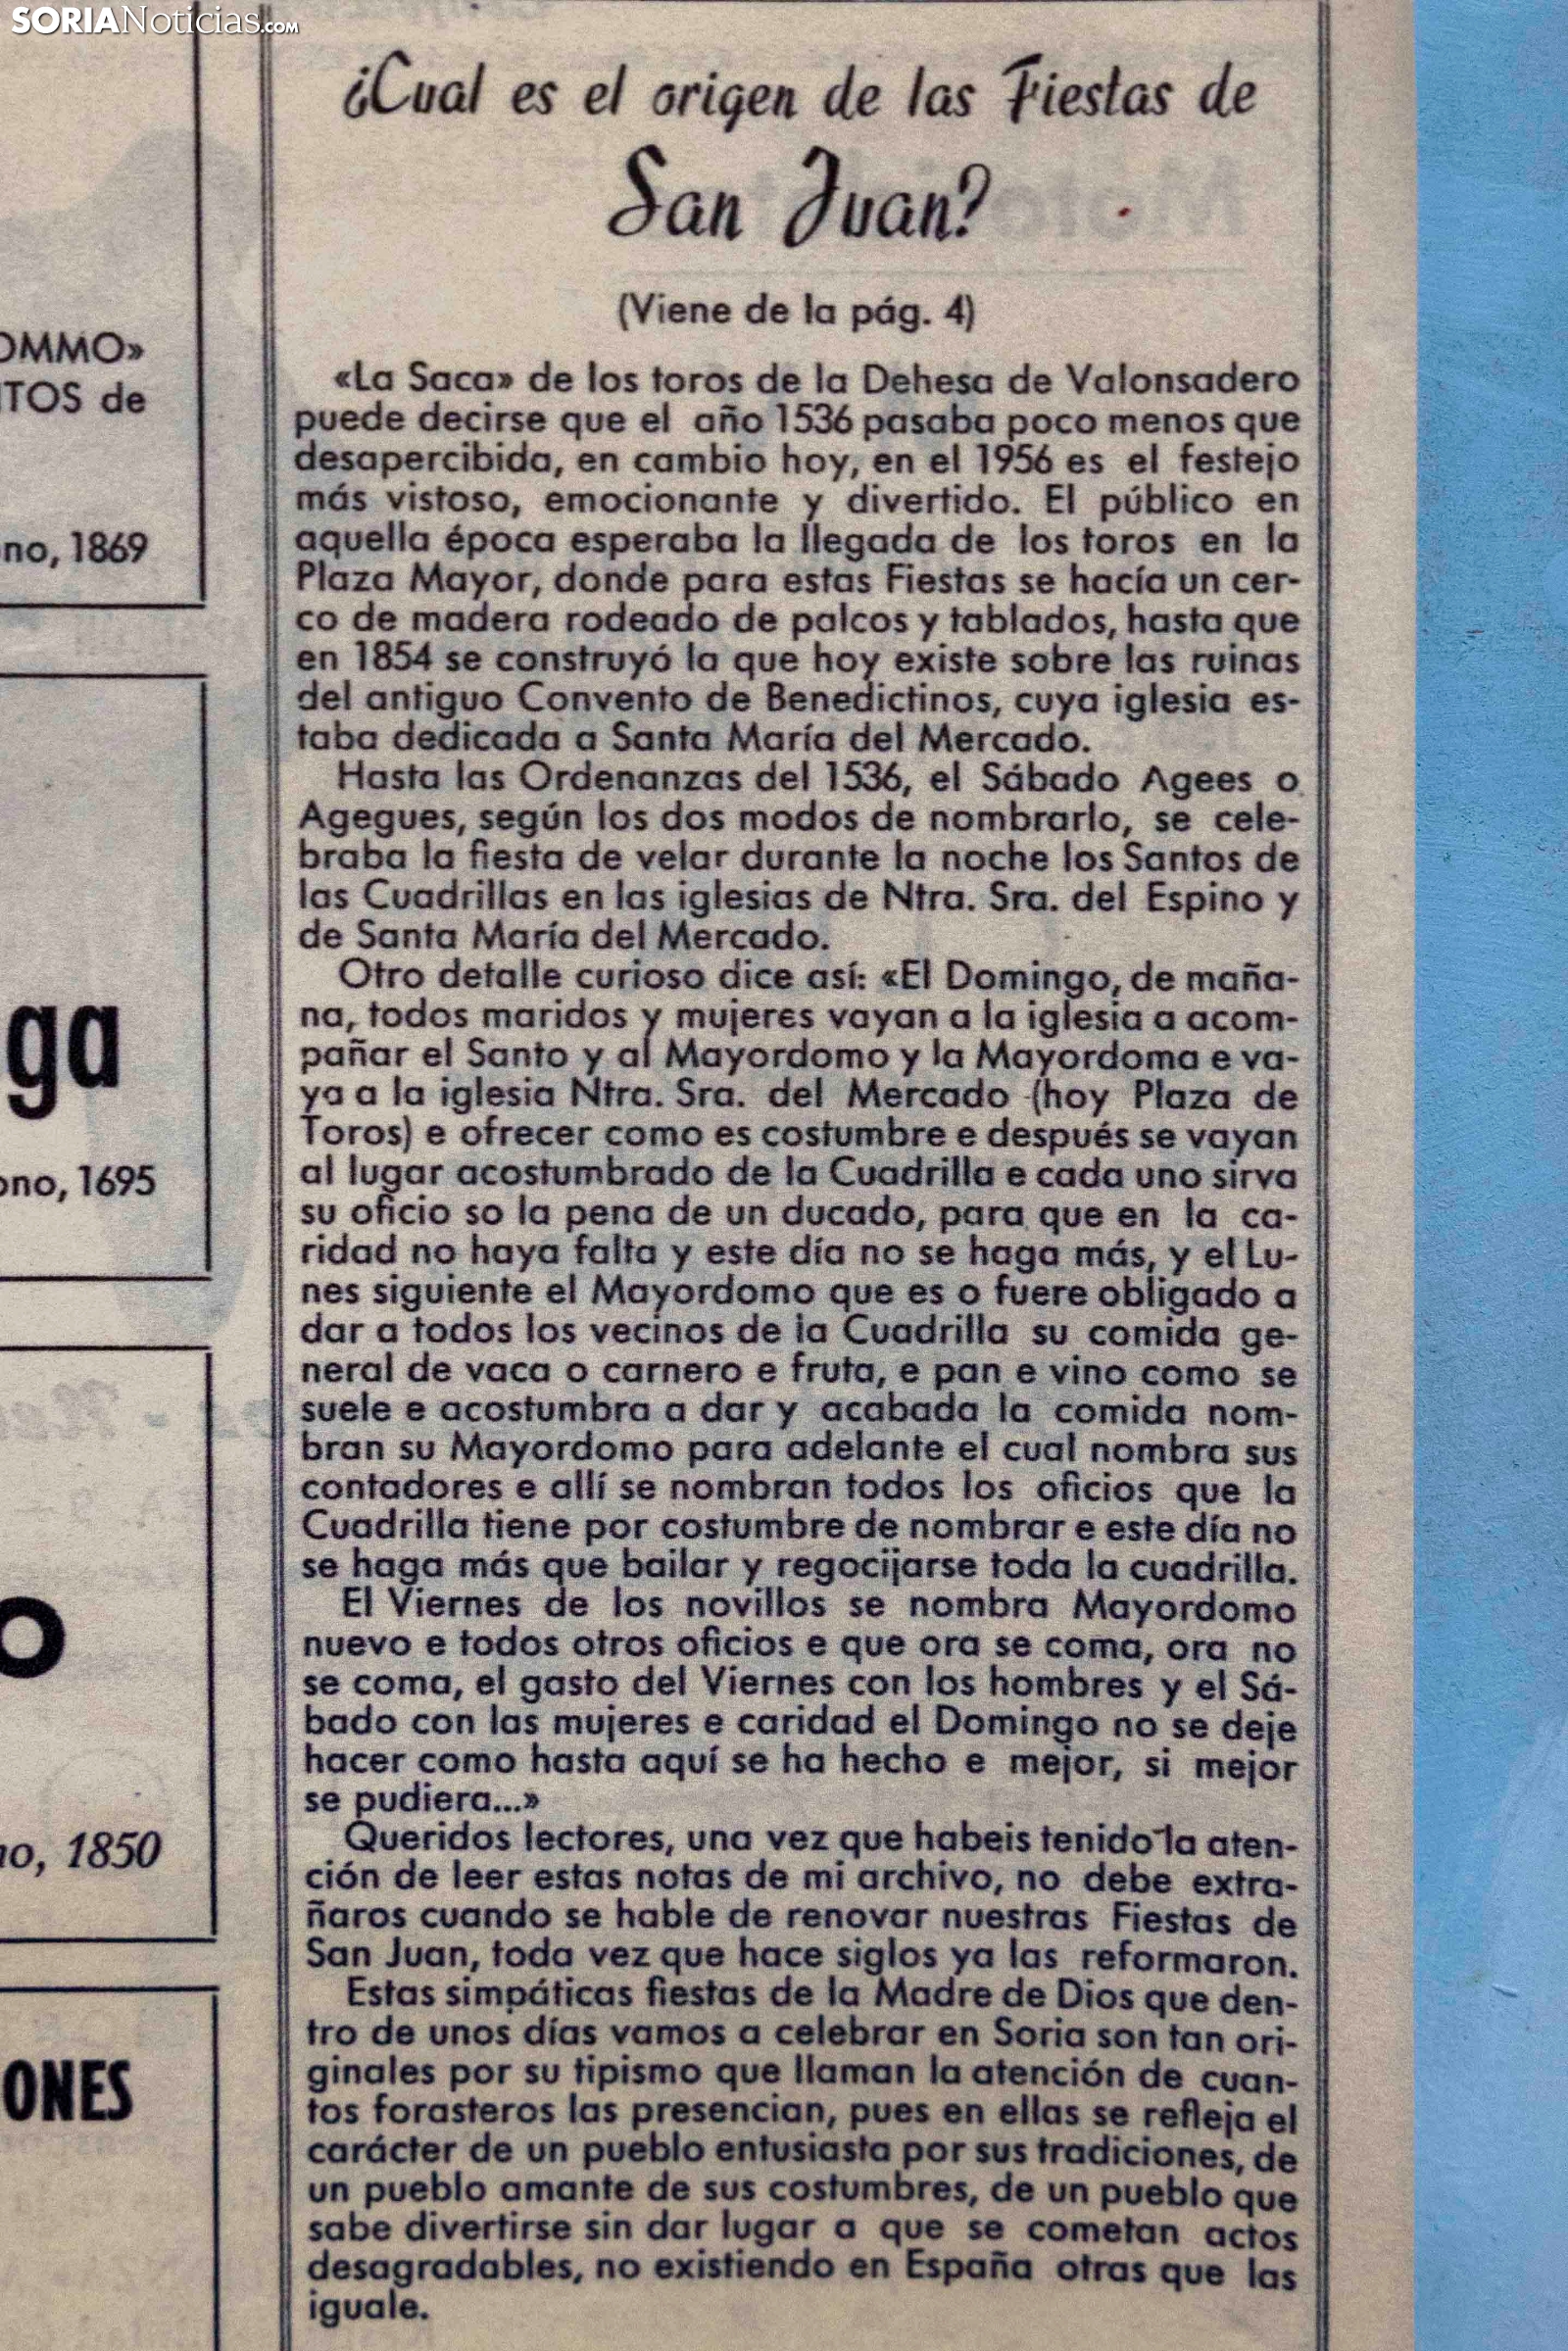 SORIANoticias.COM
¿Cual es el origen de las Fiestas de
San Juan?
(Viene de la pág. 4)
«La Saca» de los toros de la Dehesa de Valonsadero
puede decirse que el año 1536 pasaba poco menos que
desapercibida, en cambio hoy, en el 1956 es el festejo
más vistoso, emocionante y divertido. El público en
aquella época esperaba la llegada de los toros en la
Plaza Mayor, donde para estas Fiestas se hacía un cer-
co de madera rodeado de palcos y tablados, hasta que
en 1854 se construyó la que hoy existe sobre las ruinas
del antiguo Convento de Benedictinos, cuya iglesia es-
taba dedicada a Santa María del Mercado.
Hasta las Ordenanzas del 1536, el Sábado Agees o
Agegues, según los dos modos de nombrarlo, se cele-
braba la fiesta de velar durante la noche los Santos de
las Cuadrillas en las iglesias de Ntra. Sra. del Espino y
de Santa María del Mercado.
Otro detalle curioso dice así: «El Domingo, de maña-
na, todos maridos y mujeres vayan a la iglesia a acom-
pañar el Santo y al Mayordomo y la Mayordoma e va-
ya a la iglesia Ntra. Sra. del Mercado (hoy Plaza de
Toros) e ofrecer como es costumbre e después se vayan
al lugar acostumbrado de la Cuadrilla e cada uno sirva
su oficio so la pena de un ducado, para que en la ca-
ridad no haya falta y este día no se haga más, y el Lu-
nes siguiente el Mayordomo que es o fuere obligado a
dar a todos los vecinos de la Cuadrilla su comida ge-
neral de vaca o carnero e fruta, e pan e vino como se
suele e acostumbra a dar y acabada la comida nom-
bran su Mayordomo para adelante el cual nombra sus
contadores e allí se nombran todos los oficios que la
Cuadrilla tiene por costumbre de nombrar e este día no
se haga más que bailar y regocijarse toda la cuadrilla.
El Viernes de los novillos se nombra Mayordomo
nuevo e todos otros oficios e que ora se coma, ora no
se coma, el gasto del Viernes con los hombres y el Sá-
bado con las mujeres e caridad el Domingo no se deje
hacer como hasta aquí se ha hecho e mejor, si mejor
se pudiera...»
Queridos lectores, una vez que habeis tenido la aten-
ción de leer estas notas de mi archivo, no debe extra-
ñaros cuando se hable de renovar nuestras Fiestas de
San Juan, toda vez que hace siglos ya las reformaron.
Estas simpáticas fiestas de la Madre de Dios que den-
tro de unos días vamos a celebrar en Soria son tan ori-
ginales por su tipismo que llaman la atención de cuan-
tos forasteros las presencian, pues en ellas se refleja el
carácter de un pueblo entusiasta por sus tradiciones, de
un pueblo amante de sus costumbres, de un pueblo que
sabe divertirse sin dar lugar a que se cometan actos
desagradables, no existiendo en España otras que las
iguale.
OMMO»
ITOS de
no, 1869
ga
ono, 1695
o
no, 1850
ONES